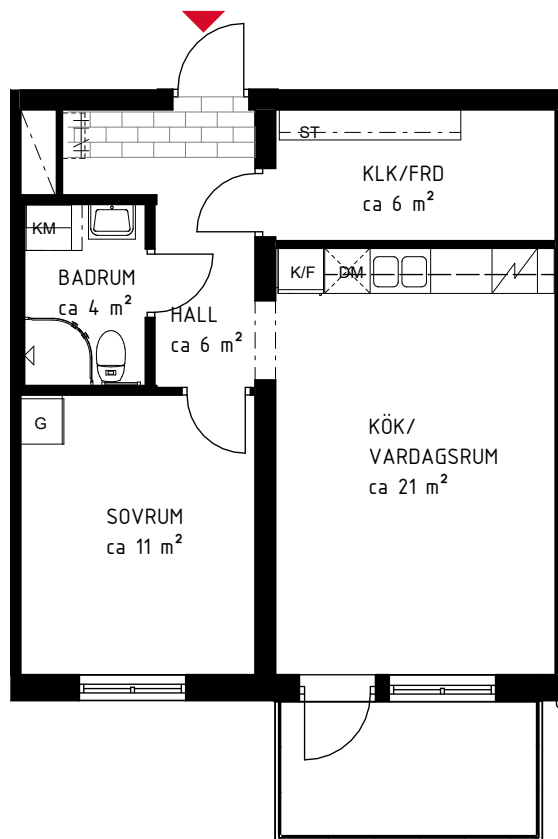 ST
KLK/FRD
ca 6 m²
KM
BADRUM
ca 4 m²
K/F
DM
HALL
ca 6 m²
G
KÖK/
VARDAGSRUM
ca 21 m²
SOVRUM
ca 11 m²